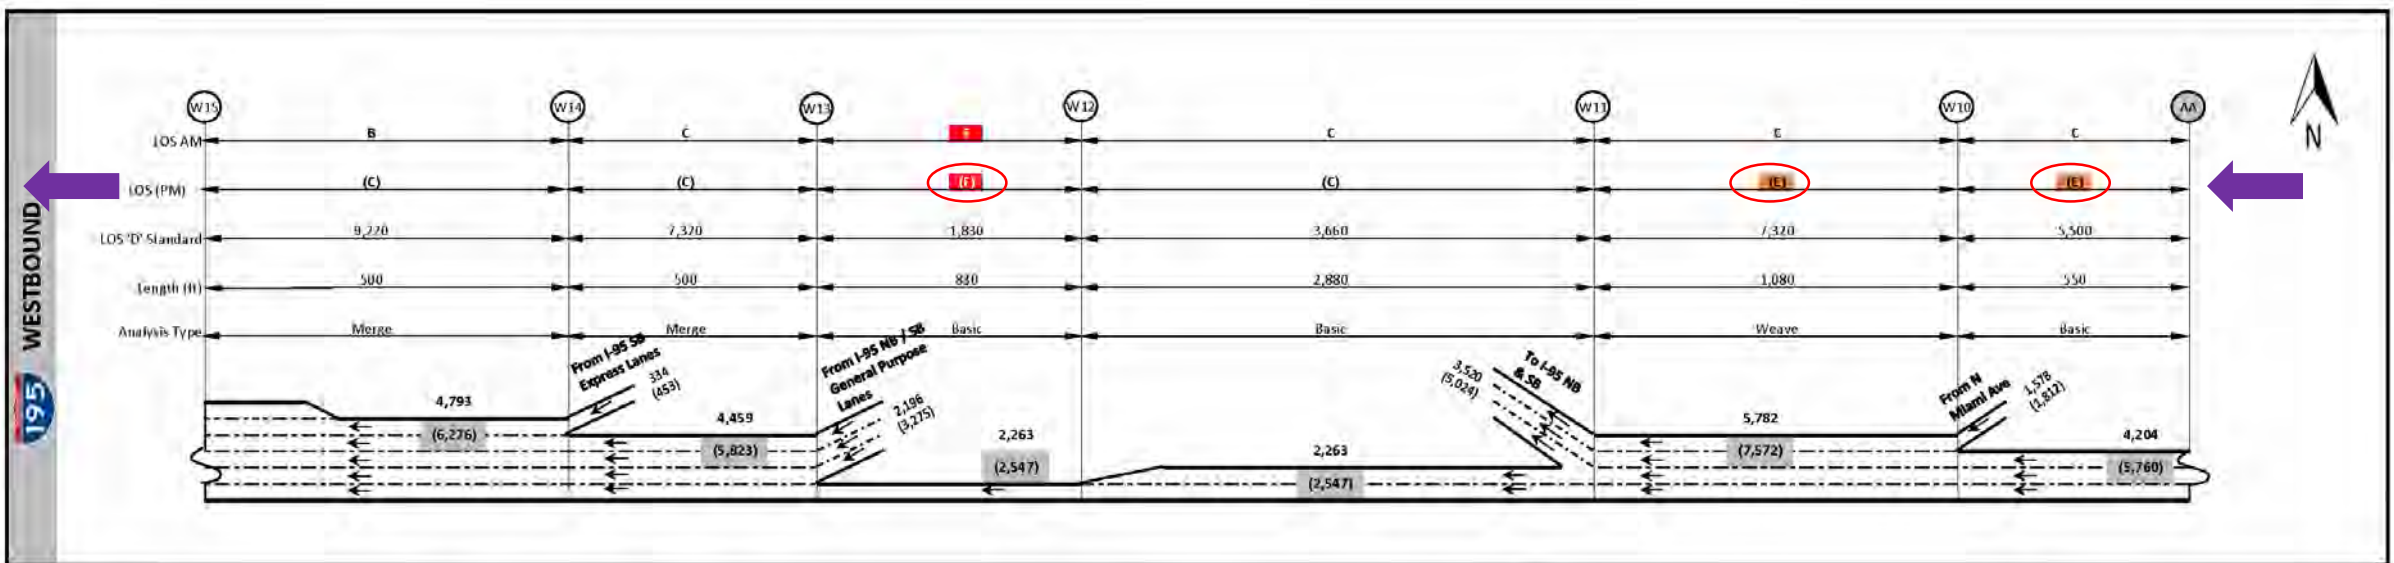 W15 W14 W13 W12 W11 W10 AA
LOS AM B C F C C
LOS (PM) (C) (C) (F) (C) (E) (E)
LOS 'D' Standard 9,220 7,320 1,830 3,660 7,320 5,500
Length (ft) 500 500 830 2,880 1,080 550
Analysis Type Merge Merge Basic Basic Weave Basic
N
From I-95 SB
Express Lanes
334
(453)
From I-95 NB / SB
General Purpose
Lanes
2,196
(3,275)
To I-95 NB
& SB
3,520
(5,024)
From N
Miami Ave
1,578
(1,812)
4,793
(6,276)
4,459
(5,823)
2,263
(2,547)
2,263
(2,547)
5,782
(7,572)
4,204
(5,760)
195 WESTBOUND